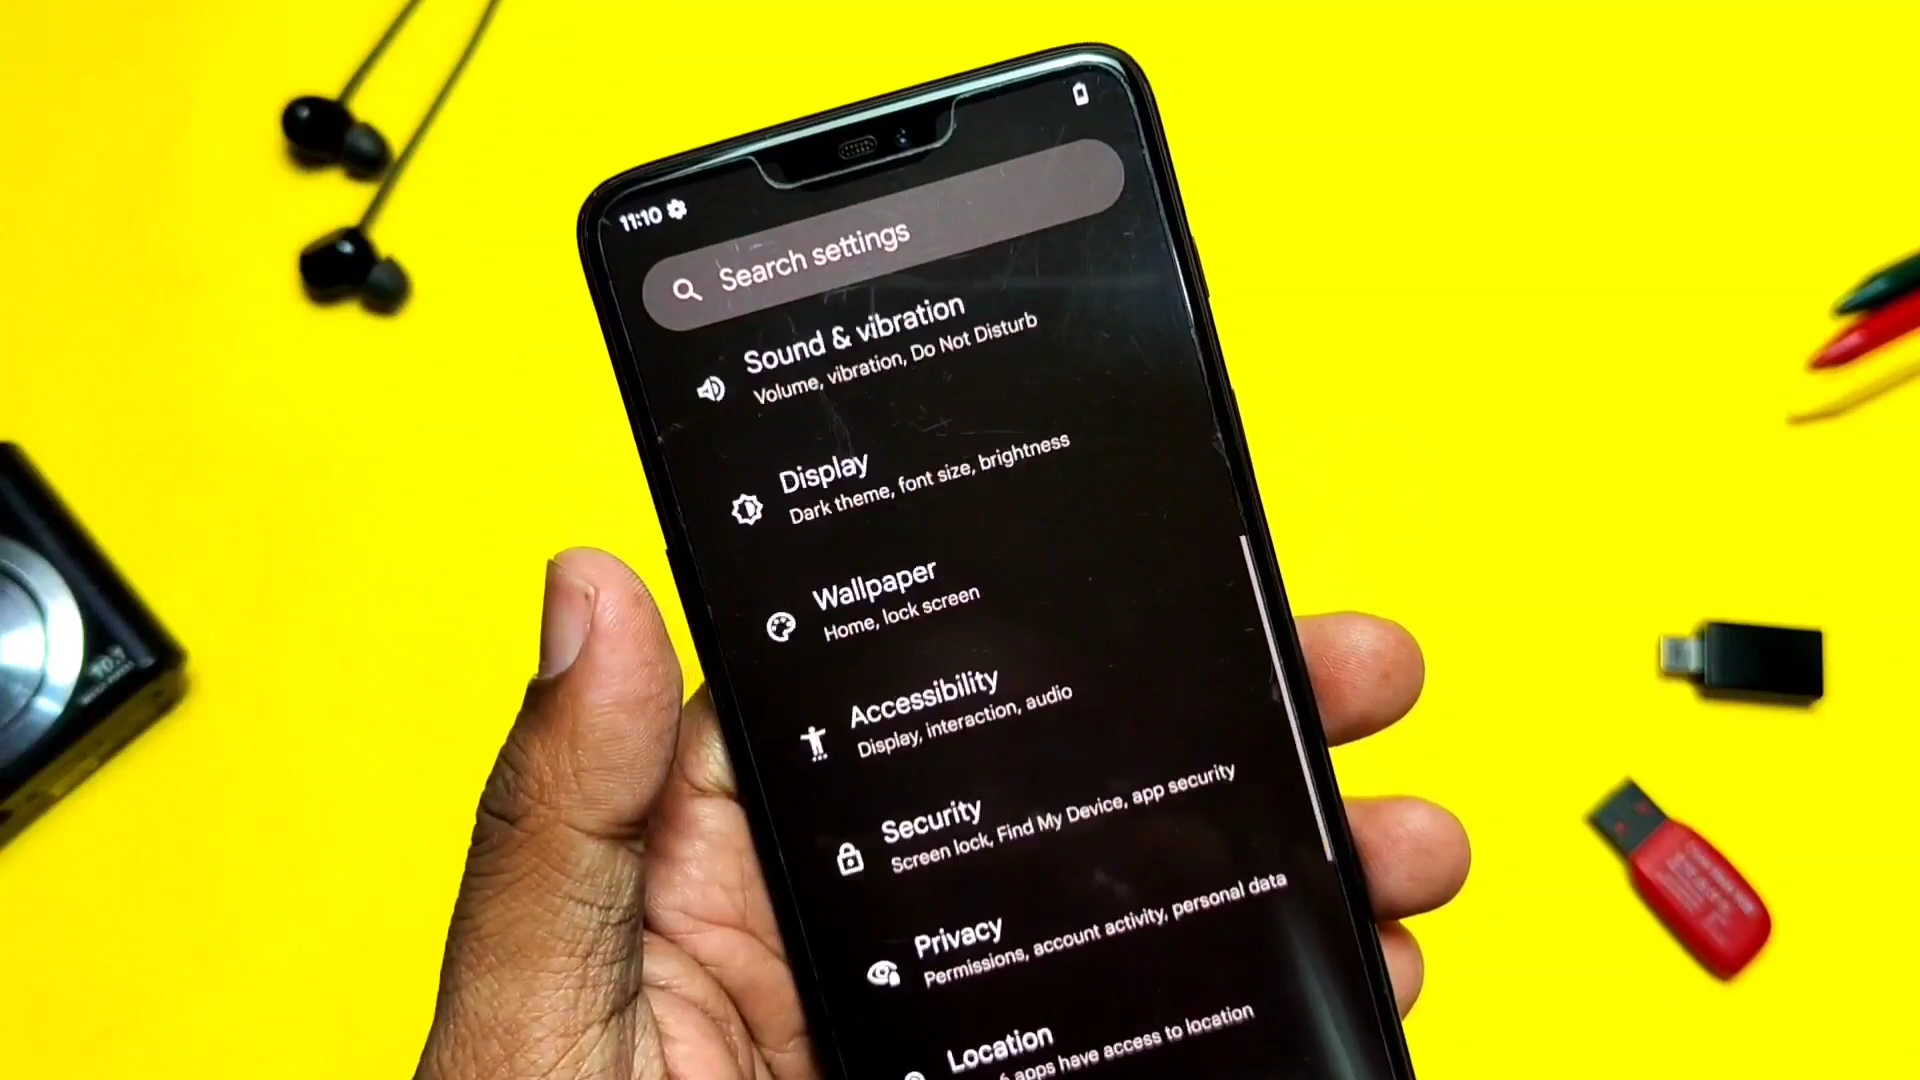 11:10
Search settings
Sound & vibration
Volume, vibration, Do Not Disturb
Display
Dark theme, font size, brightness
Wallpaper
Home, lock screen
Accessibility
Display, interaction, audio
Security
Screen lock, Find My Device, app security
Privacy
Permissions, account activity, personal data
Location
6 apps have access to location